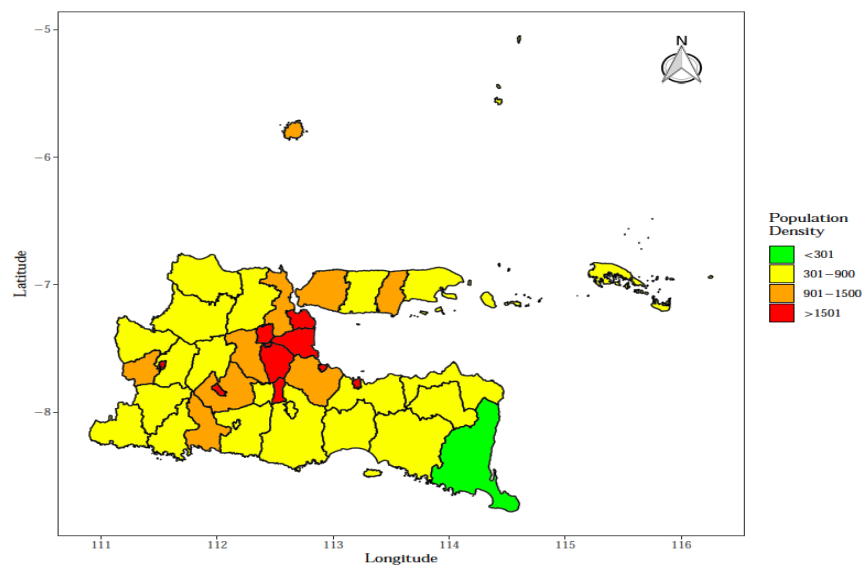 N
−5
−6
−7
−8
Latitude
111
112
113
114
115
116
Longitude
Population
Density
<301
301−900
901−1500
>1501